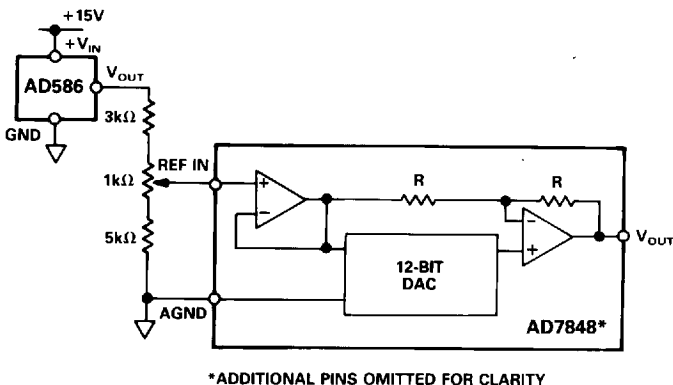 +15V
+VIN
AD586
VOUT
GND
3kΩ
1kΩ
REF IN
5kΩ
AGND
R
R
12-BIT
DAC
VOUT
AD7848*
*ADDITIONAL PINS OMITTED FOR CLARITY